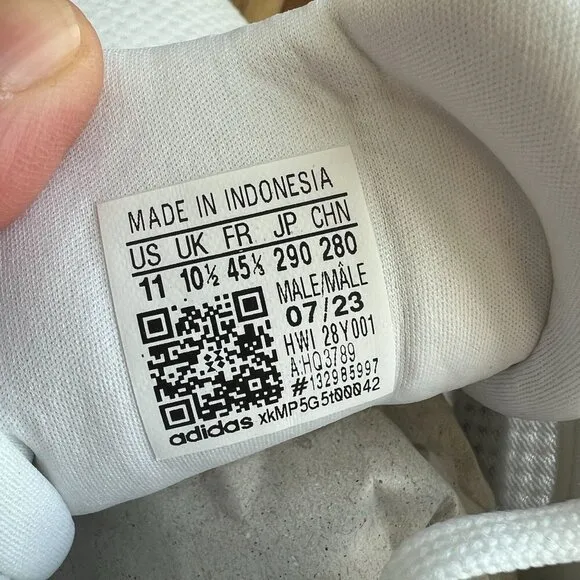 MADE IN INDONESIA
US UK FR JP CHN
11 10½ 45⅓ 290 280
MALE/MÂLE
07/23
HWI 28Y001
A:HQ3789
#132985997
adidas xkMP5G5t00042